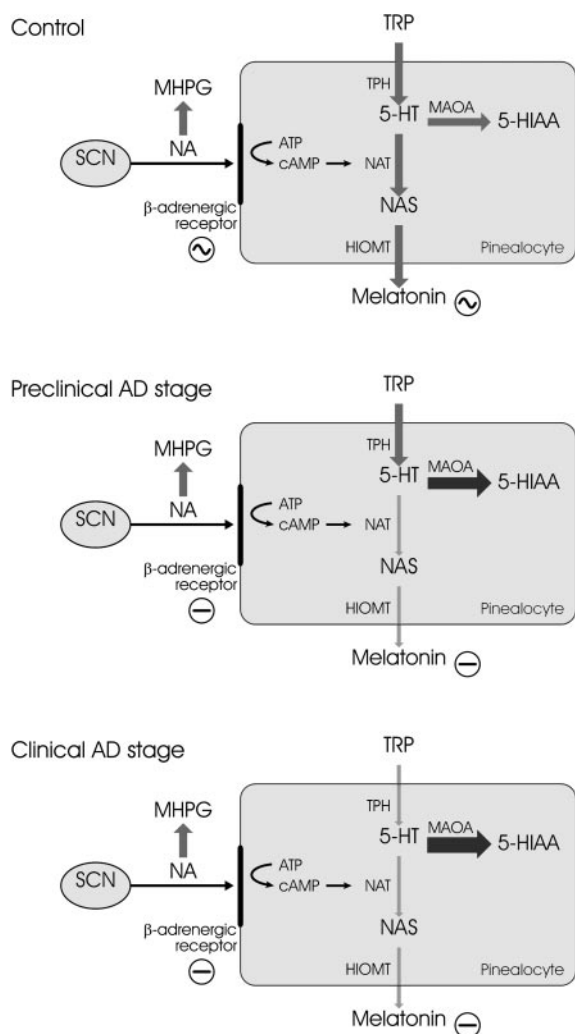 Control
TRP
TPH
MHPG
5-HT
MAOA
5-HIAA
SCN
NA
ATP
cAMP
NAT
NAS
β-adrenergic
receptor
HIOMT
Pinealocyte
Melatonin
Preclinical AD stage
TRP
TPH
MHPG
5-HT
MAOA
5-HIAA
SCN
NA
ATP
cAMP
NAT
NAS
β-adrenergic
receptor
HIOMT
Pinealocyte
Melatonin
Clinical AD stage
TRP
TPH
MHPG
5-HT
MAOA
5-HIAA
SCN
NA
ATP
cAMP
NAT
NAS
β-adrenergic
receptor
HIOMT
Pinealocyte
Melatonin